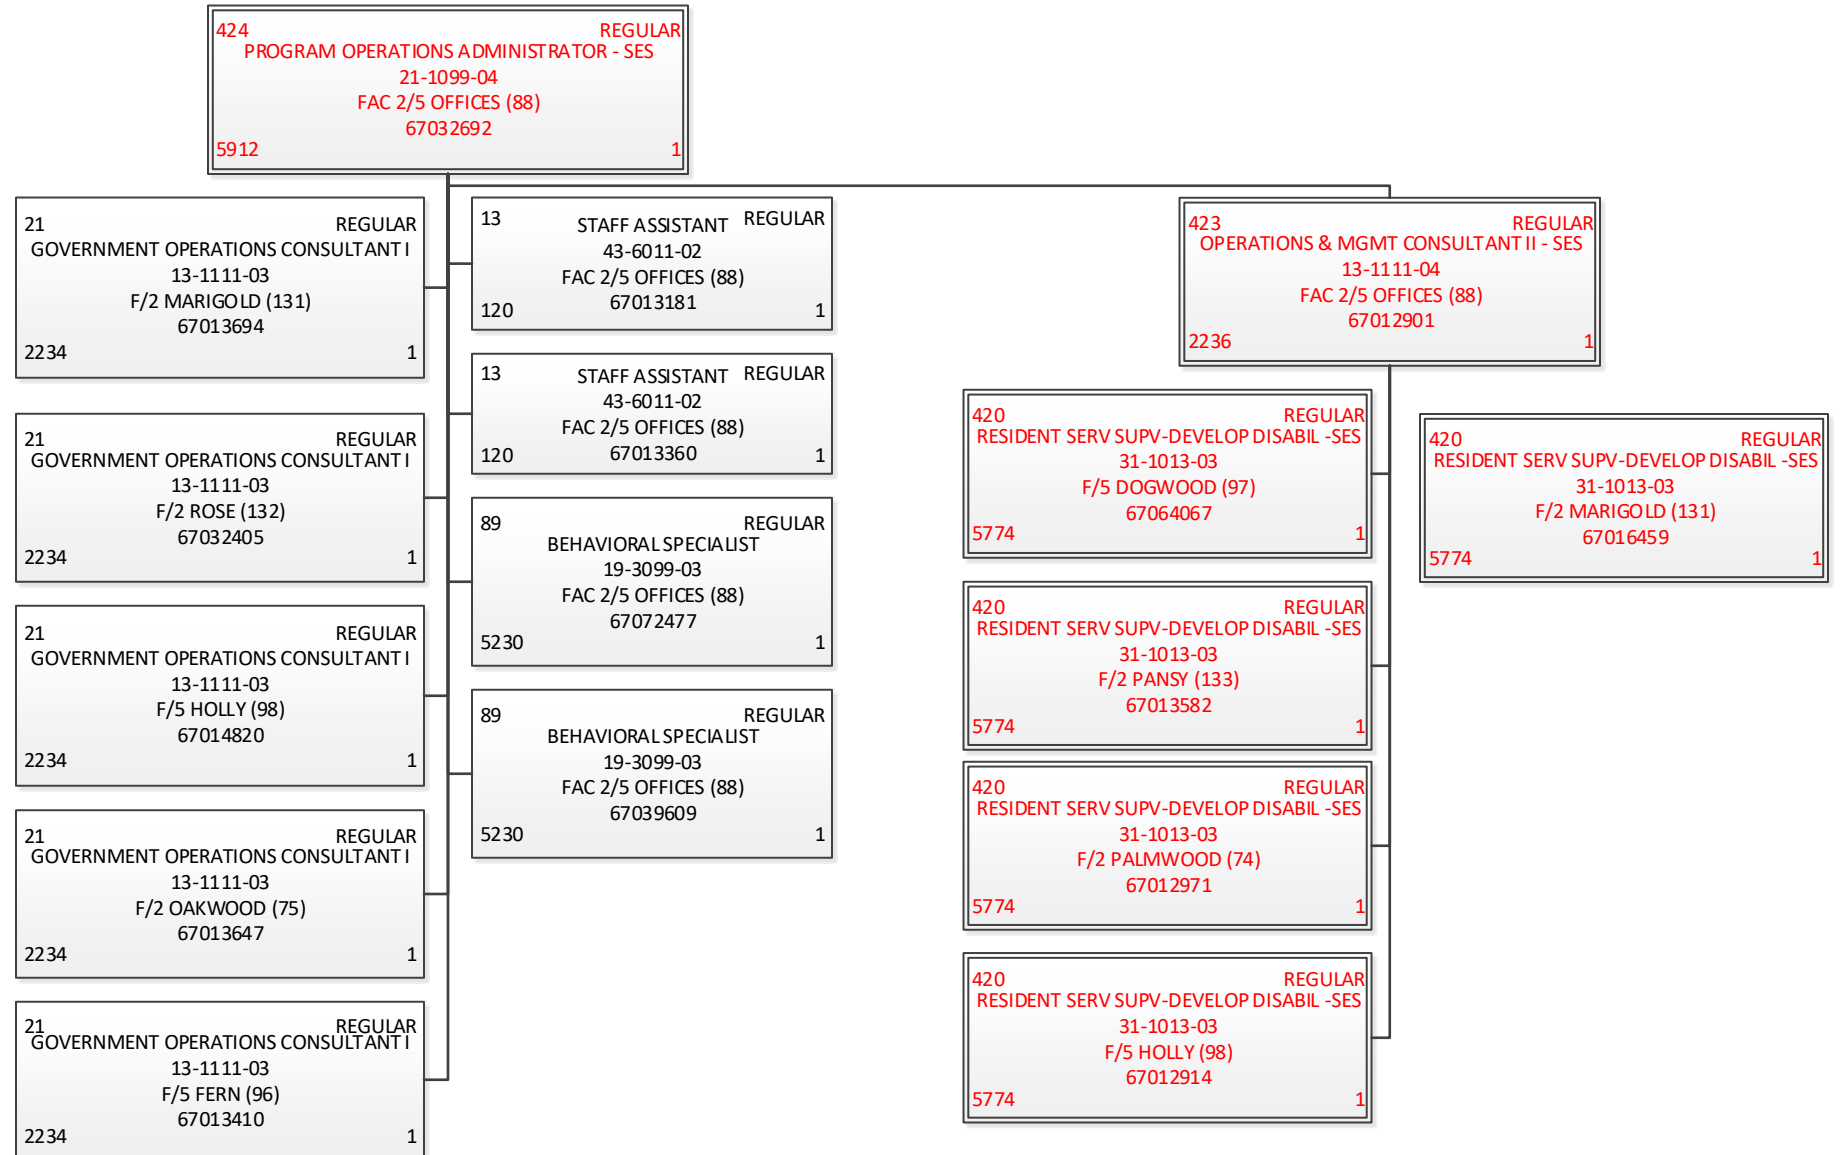 424 REGULAR
PROGRAM OPERATIONS ADMINISTRATOR - SES
21-1099-04
FAC 2/5 OFFICES (88)
67032692
5912 1
21 REGULAR
GOVERNMENT OPERATIONS CONSULTANT I
13-1111-03
F/2 MARIGOLD (131)
67013694
2234 1
21 REGULAR
GOVERNMENT OPERATIONS CONSULTANT I
13-1111-03
F/2 ROSE (132)
67032405
2234 1
21 REGULAR
GOVERNMENT OPERATIONS CONSULTANT I
13-1111-03
F/5 HOLLY (98)
67014820
2234 1
21 REGULAR
GOVERNMENT OPERATIONS CONSULTANT I
13-1111-03
F/2 OAKWOOD (75)
67013647
2234 1
21 REGULAR
GOVERNMENT OPERATIONS CONSULTANT I
13-1111-03
F/5 FERN (96)
67013410
2234 1
13 REGULAR
STAFF ASSISTANT
43-6011-02
FAC 2/5 OFFICES (88)
67013181
120 1
13 REGULAR
STAFF ASSISTANT
43-6011-02
FAC 2/5 OFFICES (88)
67013360
120 1
89 REGULAR
BEHAVIORAL SPECIALIST
19-3099-03
FAC 2/5 OFFICES (88)
67072477
5230 1
89 REGULAR
BEHAVIORAL SPECIALIST
19-3099-03
FAC 2/5 OFFICES (88)
67039609
5230 1
423 REGULAR
OPERATIONS & MGMT CONSULTANT II - SES
13-1111-04
FAC 2/5 OFFICES (88)
67012901
2236 1
420 REGULAR
RESIDENT SERV SUPV-DEVELOP DISABIL -SES
31-1013-03
F/5 DOGWOOD (97)
67064067
5774 1
420 REGULAR
RESIDENT SERV SUPV-DEVELOP DISABIL -SES
31-1013-03
F/2 MARIGOLD (131)
67016459
5774 1
420 REGULAR
RESIDENT SERV SUPV-DEVELOP DISABIL -SES
31-1013-03
F/2 PANSY (133)
67013582
5774 1
420 REGULAR
RESIDENT SERV SUPV-DEVELOP DISABIL -SES
31-1013-03
F/2 PALMWOOD (74)
67012971
5774 1
420 REGULAR
RESIDENT SERV SUPV-DEVELOP DISABIL -SES
31-1013-03
F/5 HOLLY (98)
67012914
5774 1